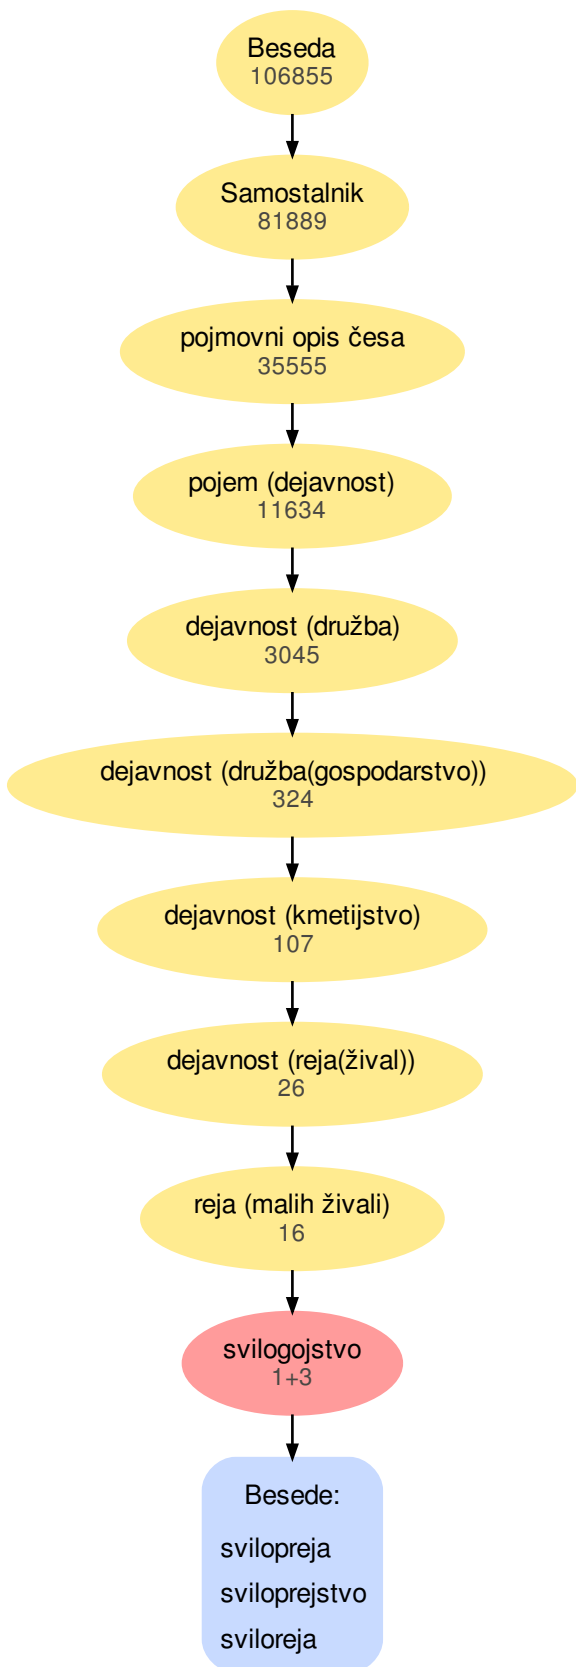 Beseda
106855
Samostalnik
81889
pojmovni opis česa
35555
pojem (dejavnost)
11634
dejavnost (družba)
3045
dejavnost (družba(gospodarstvo))
324
dejavnost (kmetijstvo)
107
dejavnost (reja(žival))
26
reja (malih živali)
16
svilogojstvo
1+3
Besede:
svilopreja
sviloprejstvo
sviloreja